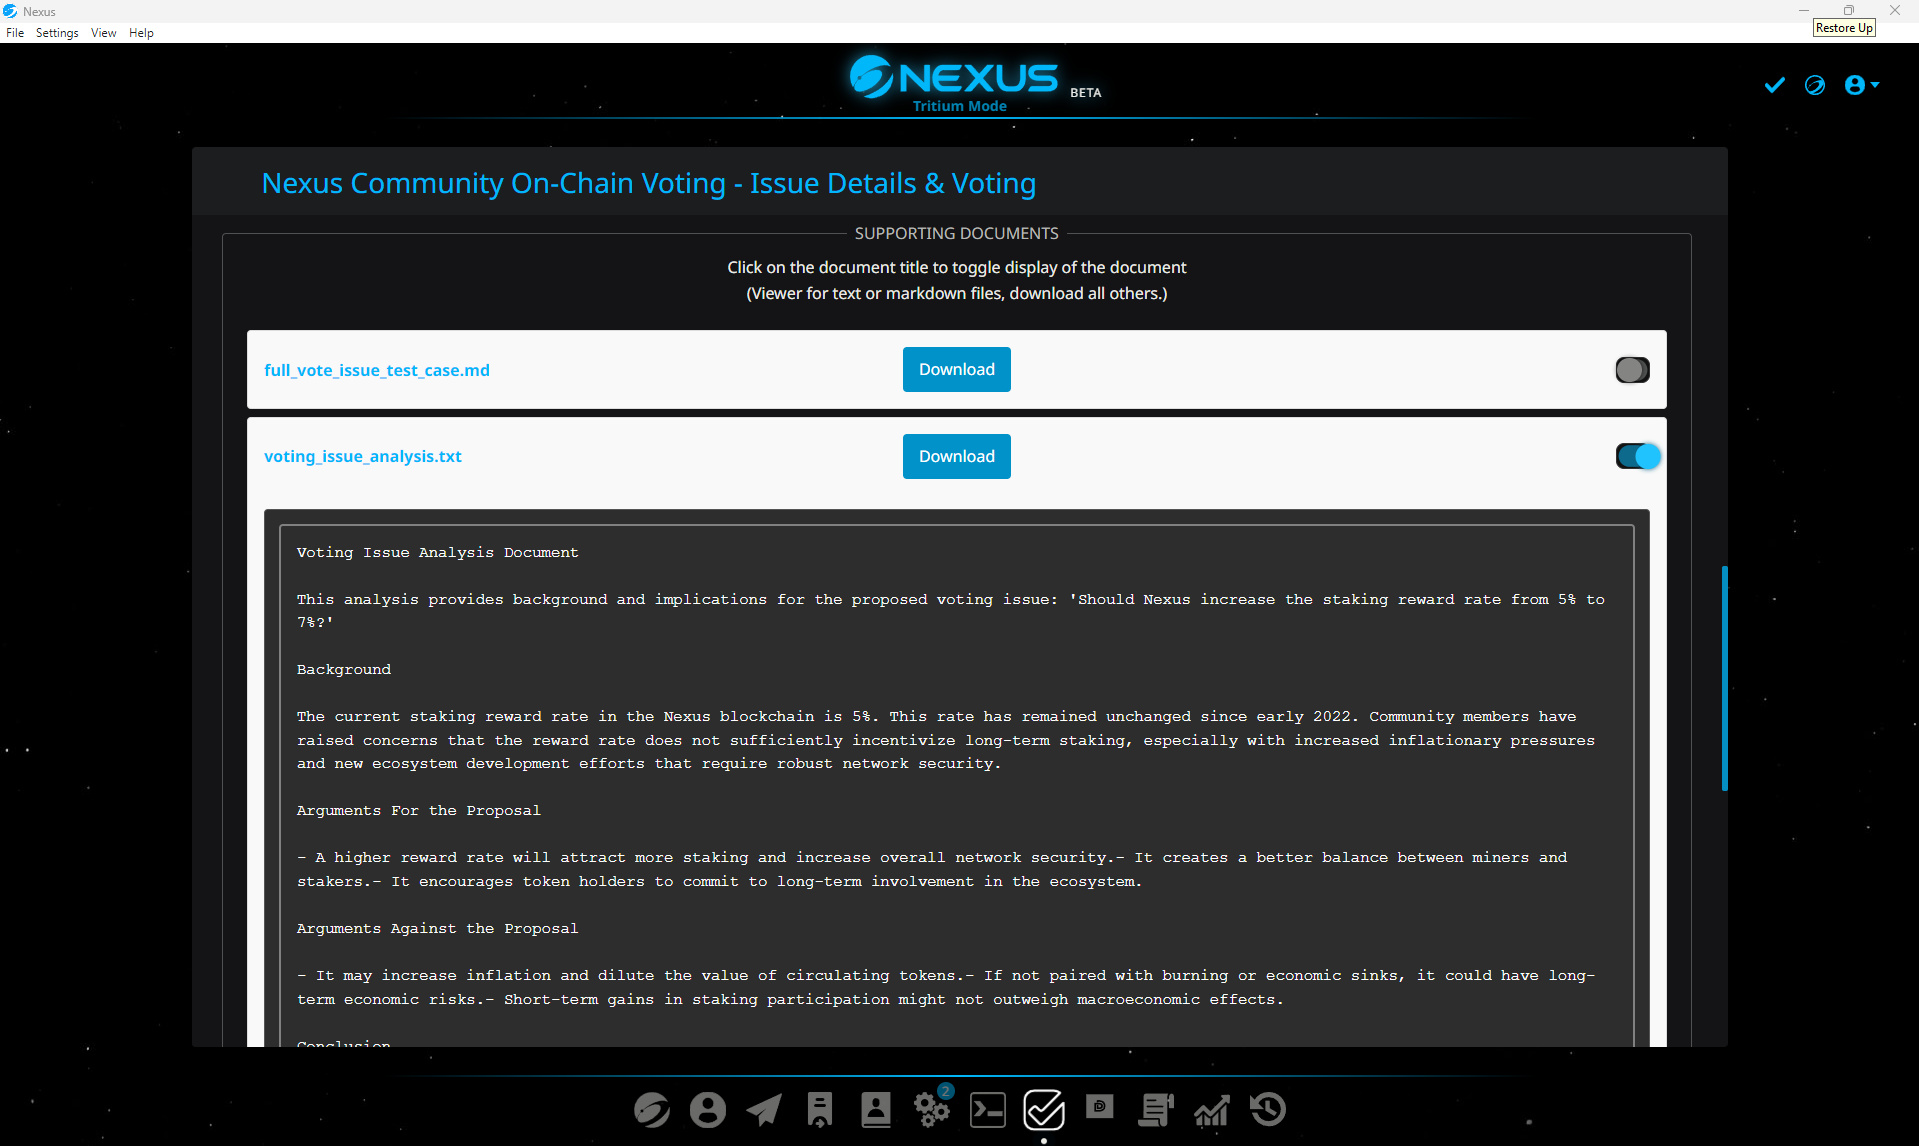 Nexus
Restore Up
File Settings View Help
NEXUS BETA
Tritium Mode
Nexus Community On-Chain Voting - Issue Details & Voting
SUPPORTING DOCUMENTS
Click on the document title to toggle display of the document
(Viewer for text or markdown files, download all others.)
full_vote_issue_test_case.md Download
voting_issue_analysis.txt Download
Voting Issue Analysis Document
This analysis provides background and implications for the proposed voting issue: 'Should Nexus increase the staking reward rate from 5% to
7%?'
Background
The current staking reward rate in the Nexus blockchain is 5%. This rate has remained unchanged since early 2022. Community members have
raised concerns that the reward rate does not sufficiently incentivize long-term staking, especially with increased inflationary pressures
and new ecosystem development efforts that require robust network security.
Arguments For the Proposal
- A higher reward rate will attract more staking and increase overall network security.- It creates a better balance between miners and
stakers.- It encourages token holders to commit to long-term involvement in the ecosystem.
Arguments Against the Proposal
- It may increase inflation and dilute the value of circulating tokens.- If not paired with burning or economic sinks, it could have long-
term economic risks.- Short-term gains in staking participation might not outweigh macroeconomic effects.
Conclusion
2